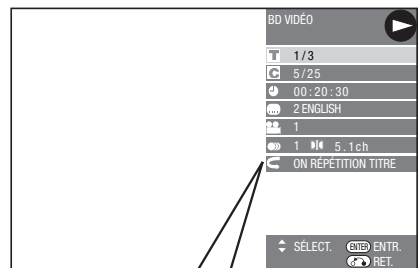 BD VIDÉO
T 1/3
C 5/25
00:20:30
2 ENGLISH
1
1 5.1ch
ON RÉPÉTITION TITRE
SÉLECT. ENTER ENTR.
RET.